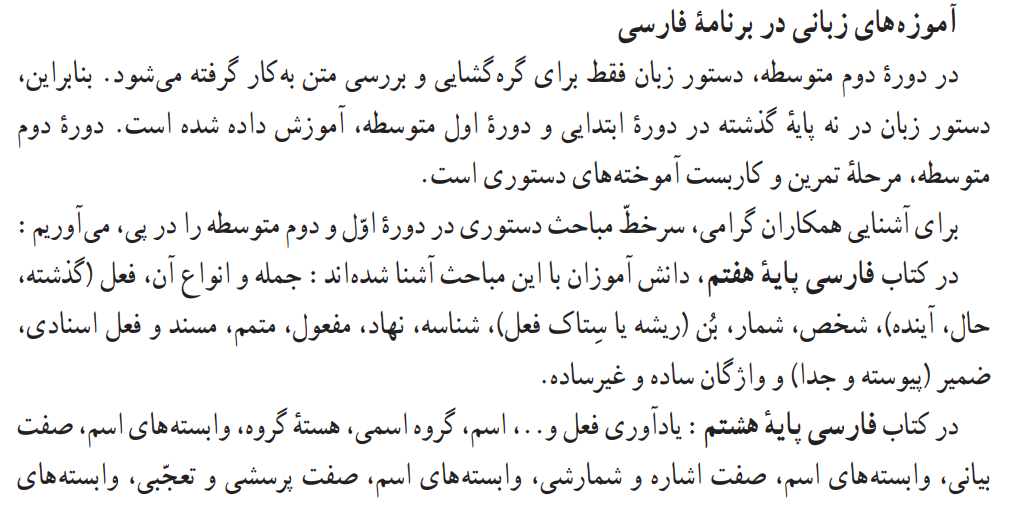 آموزه‌های زبانی در برنامهٔ فارسی
در دورهٔ دوم متوسطه، دستور زبان فقط برای گره‌گشایی و بررسی متن به‌کار گرفته می‌شود. بنابراین،
دستور زبان در نه پایهٔ گذشته در دورهٔ ابتدایی و دورهٔ اول متوسطه، آموزش داده شده است. دورهٔ دوم
متوسطه، مرحلهٔ تمرین و کاربست آموخته‌های دستوری است.
برای آشنایی همکاران گرامی، سرخطّ مباحث دستوری در دورهٔ اوّل و دوم متوسطه را در پی، می‌آوریم :
در کتاب فارسی پایهٔ هفتم، دانش‌آموزان با این مباحث آشنا شده‌اند : جمله و انواع آن، فعل (گذشته،
حال، آینده)، شخص، شمار، بُن (ریشه یا سِتاک فعل)، شناسه، نهاد، مفعول، متمم، مسند و فعل اسنادی،
ضمیر (پیوسته و جدا) و واژگان ساده و غیرساده.
در کتاب فارسی پایهٔ هشتم : یادآوری فعل و...، اسم، گروه اسمی، هستهٔ گروه، وابسته‌های اسم، صفت
بیانی، وابسته‌های اسم، صفت اشاره و شمارشی، وابسته‌های اسم، صفت پرسشی و تعجّبی، وابسته‌های